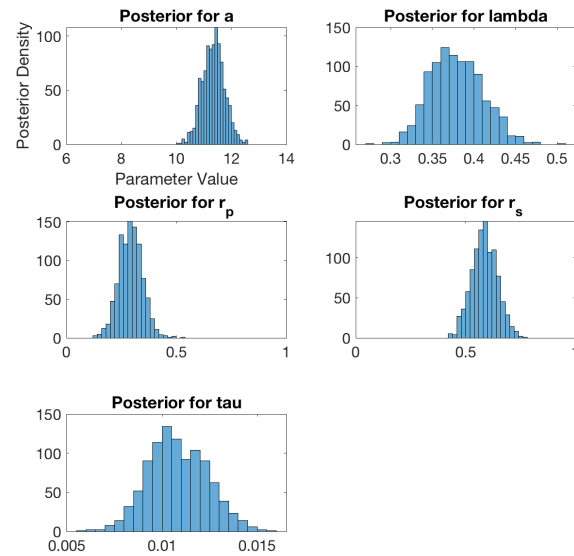 Posterior for a
100
50
0
6 8 10 12 14
Posterior Density
Parameter Value
Posterior for lambda
150
100
50
0
0.3 0.35 0.4 0.45 0.5
Posterior for r_p
150
100
50
0
0 0.5 1
Posterior for r_s
100
50
0
0 0.5
Posterior for tau
150
100
50
0
0.005 0.01 0.015